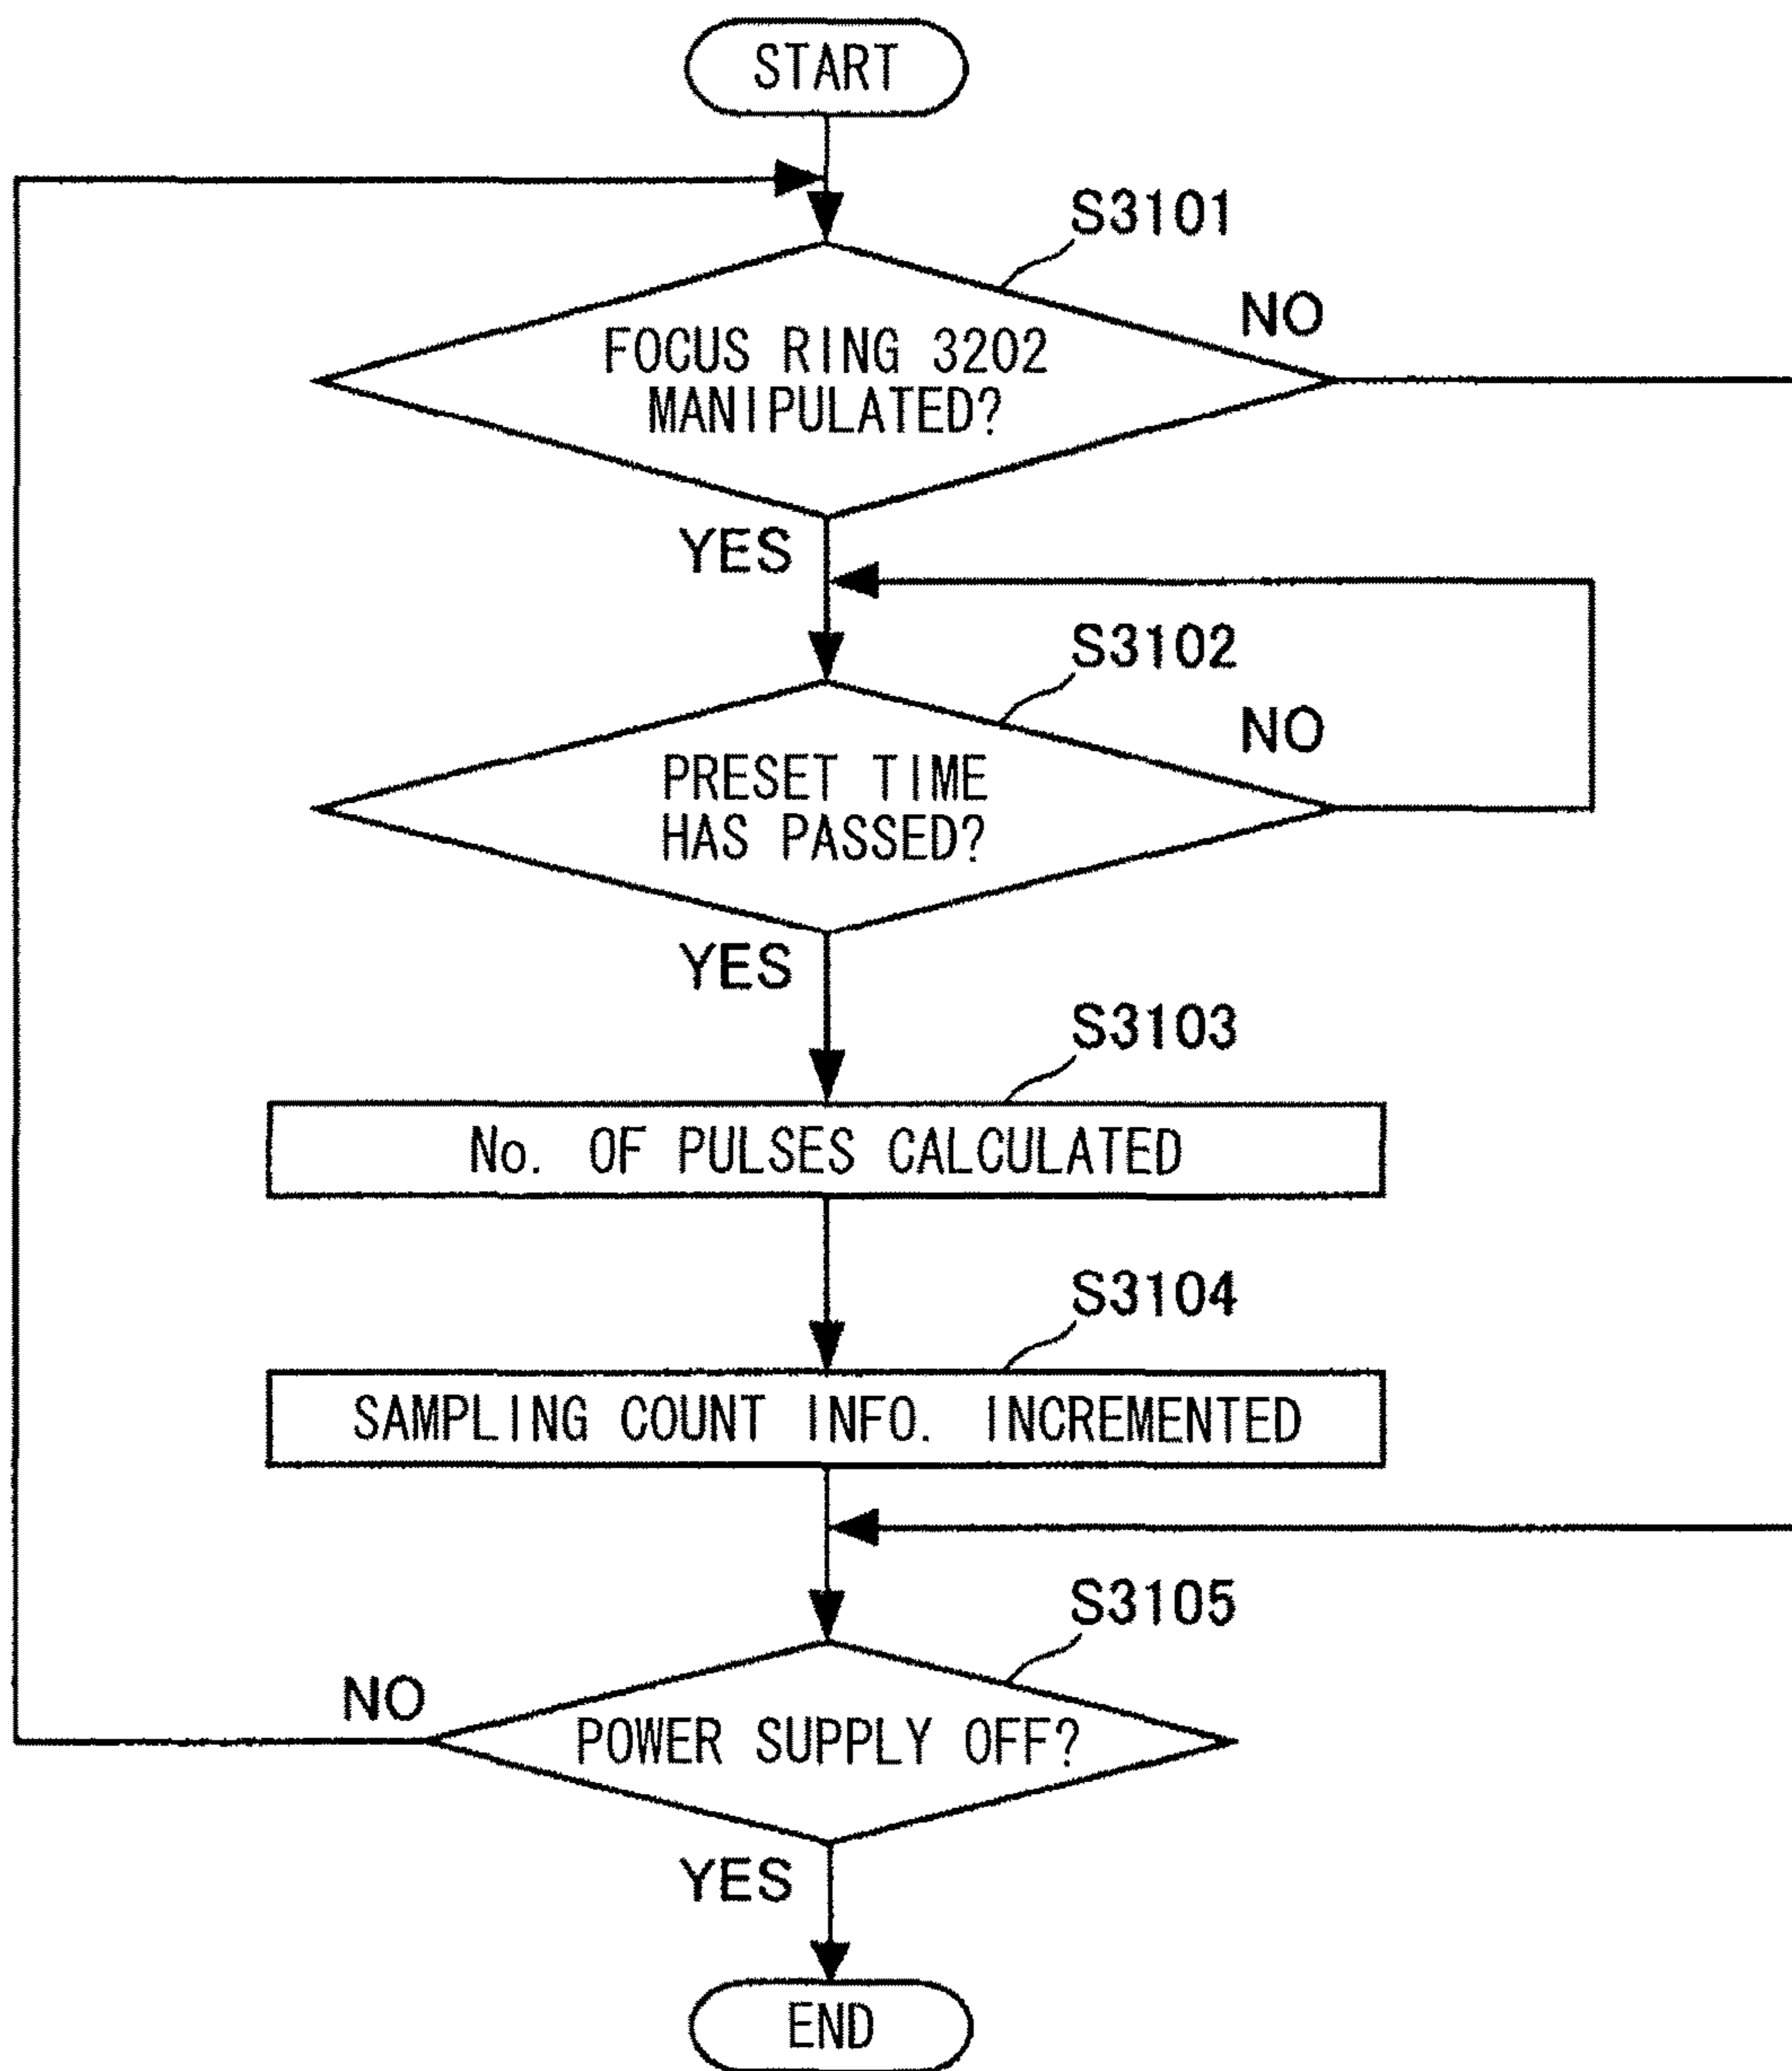 START
S3101
NO
FOCUS RING 3202
MANIPULATED?
YES
S3102
NO
PRESET TIME
HAS PASSED?
YES
S3103
No. OF PULSES CALCULATED
S3104
SAMPLING COUNT INFO. INCREMENTED
S3105
NO
POWER SUPPLY OFF?
YES
END